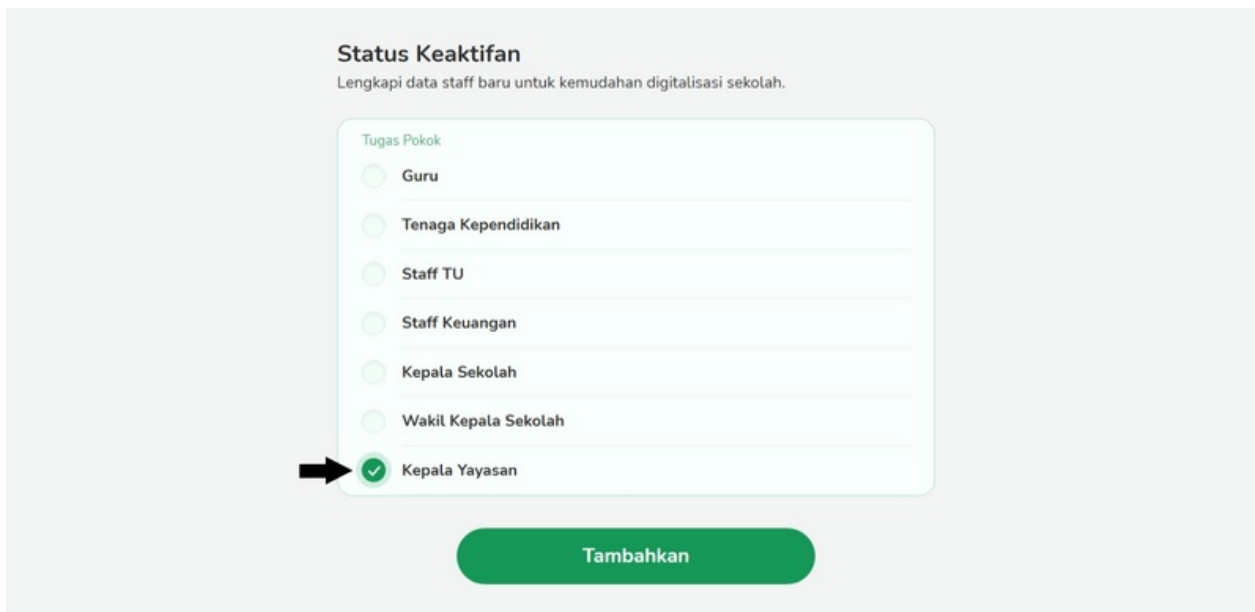 Status Keaktifan
Lengkapi data staff baru untuk kemudahan digitalisasi sekolah.
Tugas Pokok
Guru
Tenaga Kependidikan
Staff TU
Staff Keuangan
Kepala Sekolah
Wakil Kepala Sekolah
Kepala Yayasan
Tambahkan